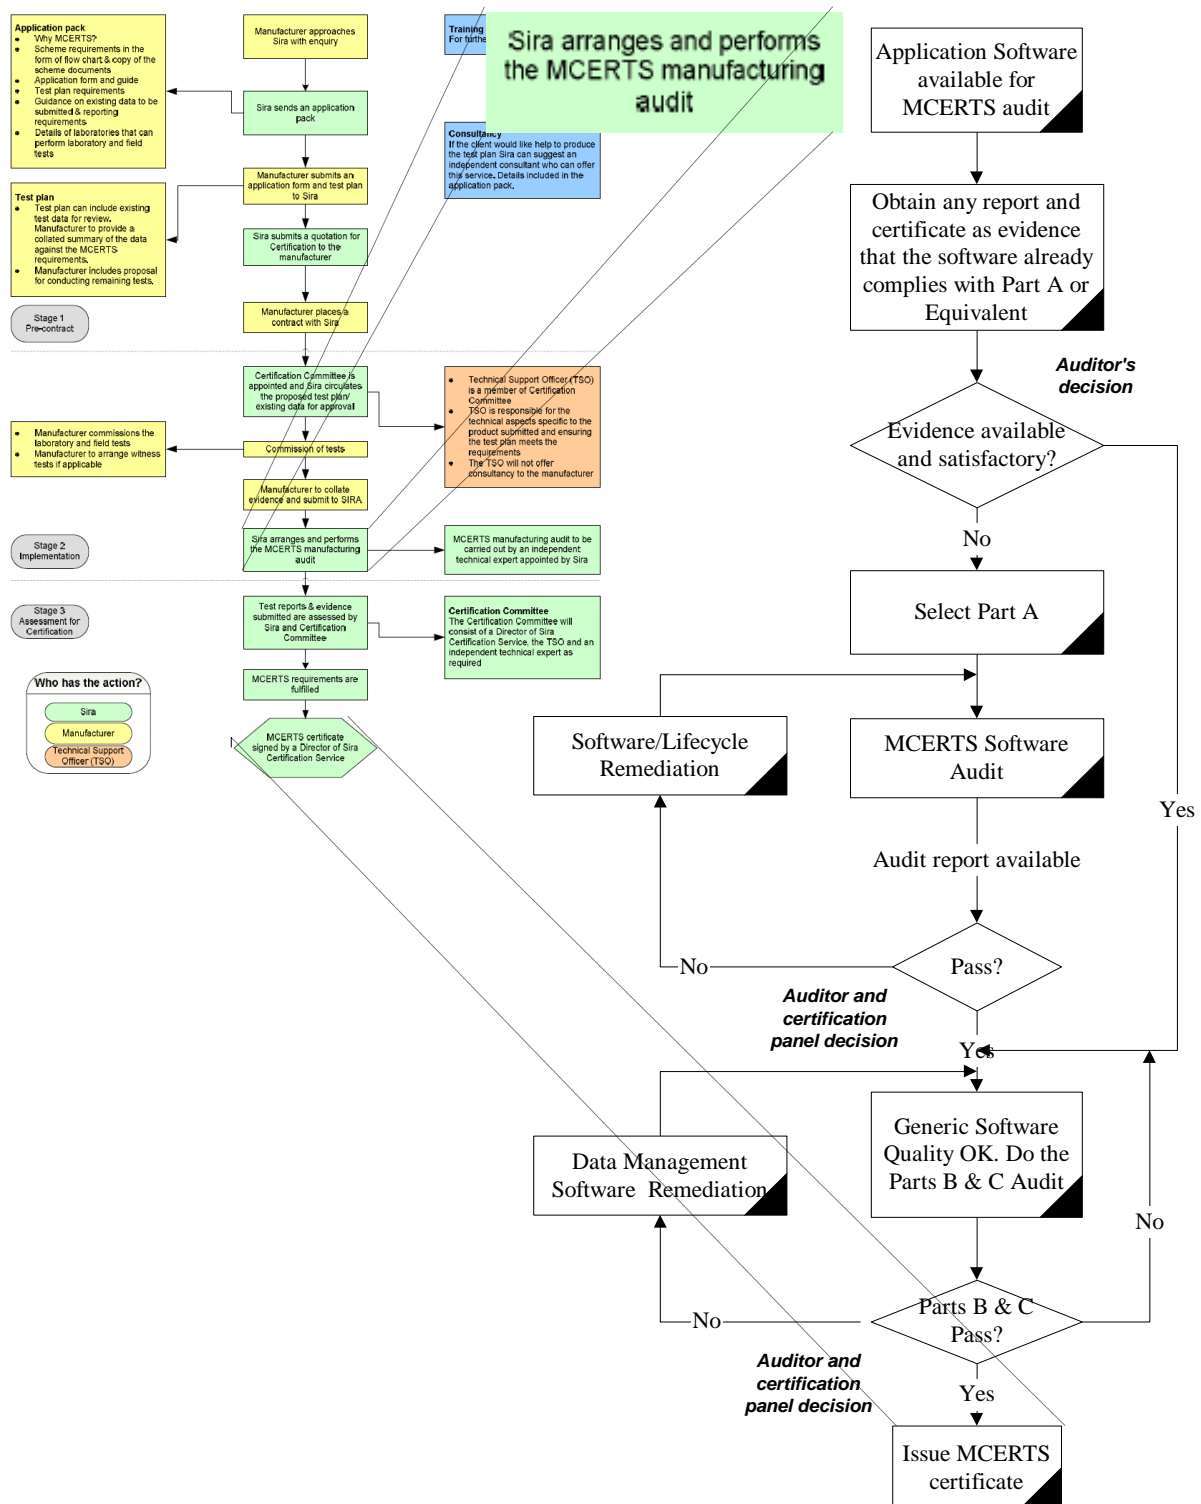 Application pack
Why MCERTS?
Scheme requirements in the
form of flow chart & copy of the
scheme documents
Application form and guide
Test plan requirements
Guidance on existing data to be
submitted & reporting
requirements
Details of laboratories that can
perform laboratory and field
tests
Test plan
Test plan can include existing
test data for review.
Manufacturer to provide a
collated summary of the data
against the MCERTS
requirements.
Manufacturer includes proposal
for conducting remaining tests.
Stage 1
Pre-contract
Manufacturer commissions the
laboratory and field tests
Manufacturer to arrange witness
tests if applicable
Stage 2
Implementation
Stage 3
Assessment for
Certification
Who has the action?
Sira
Manufacturer
Technical Support
Officer (TSO)
Manufacturer approaches
Sira with enquiry
Sira sends an application
pack
Manufacturer submits an
application form and test plan
to Sira
Sira submits a quotation for
Certification to the
manufacturer
Manufacturer places a
contract with Sira
Certification Committee is
appointed and Sira circulates
the proposed test plan/
existing data for approval
Commission of tests
Manufacturer to collate
evidence and submit to SIRA
Sira arranges and performs
the MCERTS manufacturing
audit
Test reports & evidence
submitted are assessed by
Sira and Certification
Committee
MCERTS requirements are
fulfilled
MCERTS certificate
signed by a Director of Sira
Certification Service
Training
For furthe
Sira arranges and performs
the MCERTS manufacturing
audit
Consultancy
If the client would like help to produce
the test plan Sira can suggest an
independent consultant who can offer
this service. Details included in the
application pack.
Technical Support Officer (TSO)
is a member of Certification
Committee
TSO is responsible for the
technical aspects specific to the
product submitted and ensuring
the test plan meets the
requirements
The TSO will not offer
consultancy to the manufacturer
MCERTS manufacturing audit to be
carried out by an independent
technical expert appointed by Sira
Certification Committee
The Certification Committee will
consist of a Director of Sira
Certification Service, the TSO and an
independent technical expert as
required
Application Software
available for
MCERTS audit
Obtain any report and
certificate as evidence
that the software already
complies with Part A or
Equivalent
Auditor's
decision
Evidence available
and satisfactory?
No
Select Part A
Software/Lifecycle
Remediation
MCERTS Software
Audit
Yes
Audit report available
No
Pass?
Auditor and
certification
panel decision
Yes
Generic Software
Quality OK. Do the
Parts B & C Audit
Data Management
Software Remediation
No
No
Parts B & C
Pass?
Auditor and
certification
panel decision
Yes
Issue MCERTS
certificate